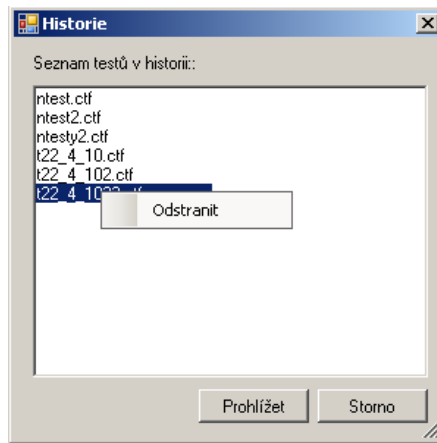 Historie
Seznam testů v historii::
ntest.ctf
ntest2.ctf
ntesty2.ctf
t22_4_10.ctf
t22_4_102.ctf
Odstranit
Prohlížet
Storno